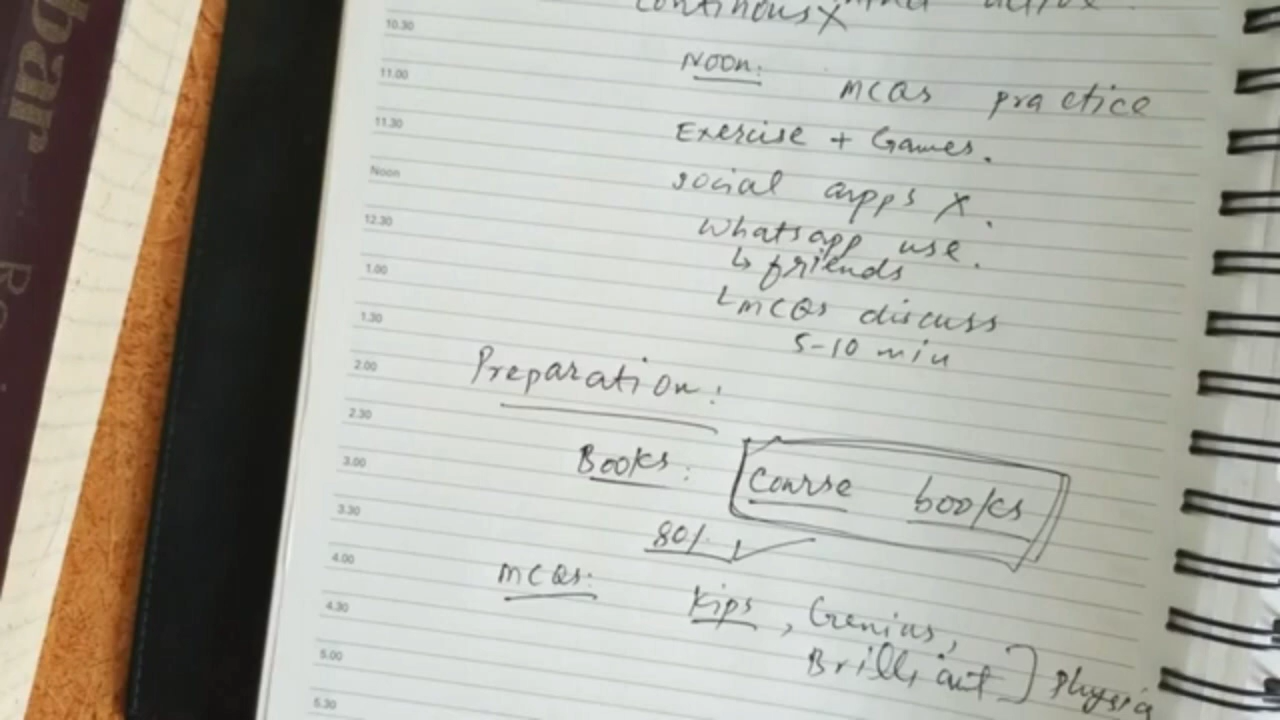 continous X
10.30
Noon:
11.00
MCQs practice
11.30
Exercise + Games.
Noon
social apps X.
12.30
Whatsapp use.
↳ friends
1.00
↳ MCQs discuss
1.30
5-10 min
2.00
Preparation:
2.30
3.00
Books: Course books
3.30
80% ✓
4.00
MCQs:
4.30
Kips, Genius,
5.00
Brilliant ] Physics
5.30
bar